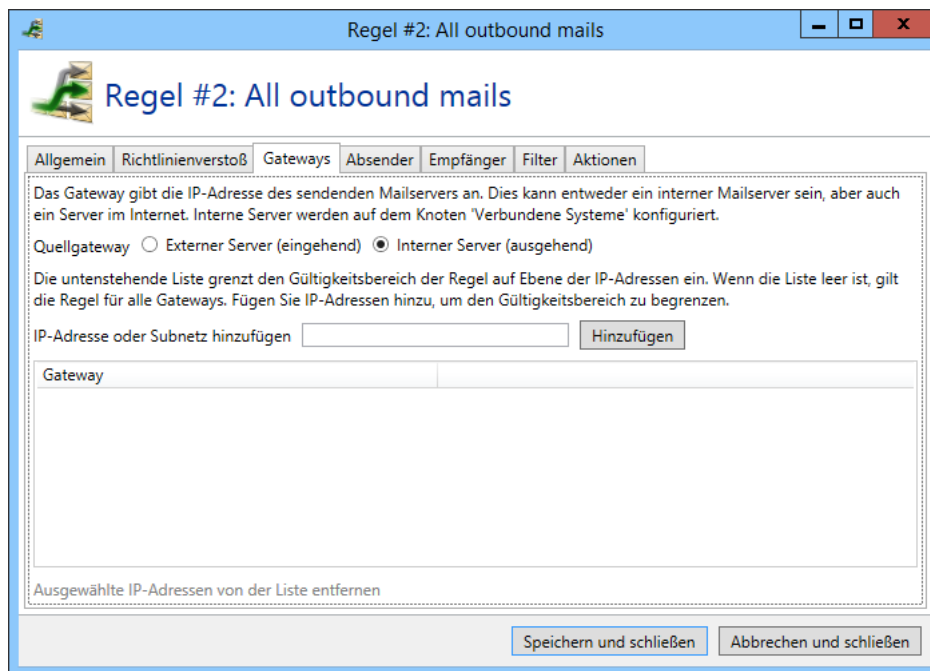 Regel #2: All outbound mails
Regel #2: All outbound mails
Allgemein Richtlinienverstoß Gateways Absender Empfänger Filter Aktionen
Das Gateway gibt die IP-Adresse des sendenden Mailservers an. Dies kann entweder ein interner Mailserver sein, aber auch
ein Server im Internet. Interne Server werden auf dem Knoten 'Verbundene Systeme' konfiguriert.
Quellgateway Externer Server (eingehend) Interner Server (ausgehend)
Die untenstehende Liste grenzt den Gültigkeitsbereich der Regel auf Ebene der IP-Adressen ein. Wenn die Liste leer ist, gilt
die Regel für alle Gateways. Fügen Sie IP-Adressen hinzu, um den Gültigkeitsbereich zu begrenzen.
IP-Adresse oder Subnetz hinzufügen Hinzufügen
Gateway
Ausgewählte IP-Adressen von der Liste entfernen
Speichern und schließen Abbrechen und schließen